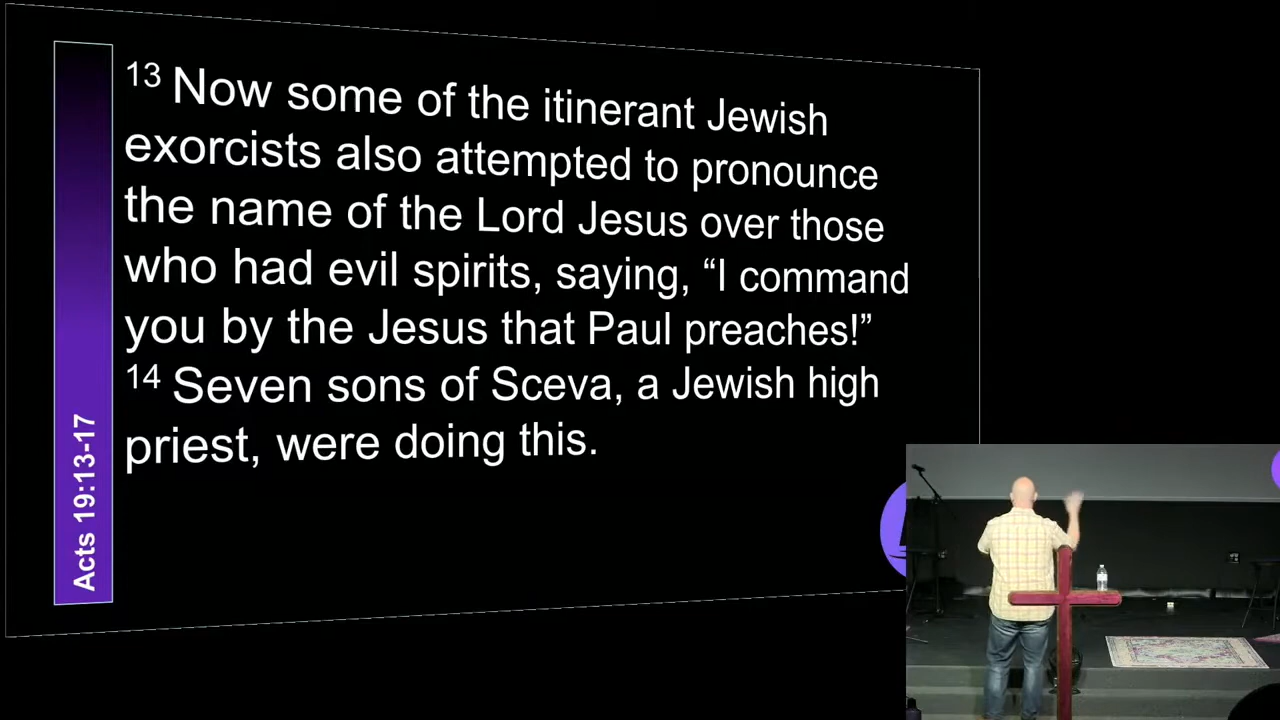 13 Now some of the itinerant Jewish
exorcists also attempted to pronounce
the name of the Lord Jesus over those
who had evil spirits, saying, “I command
you by the Jesus that Paul preaches!”
14 Seven sons of Sceva, a Jewish high
priest, were doing this.
Acts 19:13-17